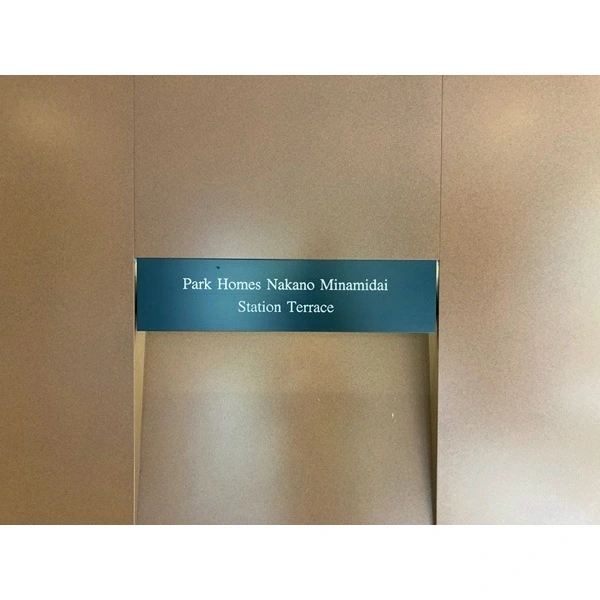 Park Homes Nakano Minamidai
Station Terrace